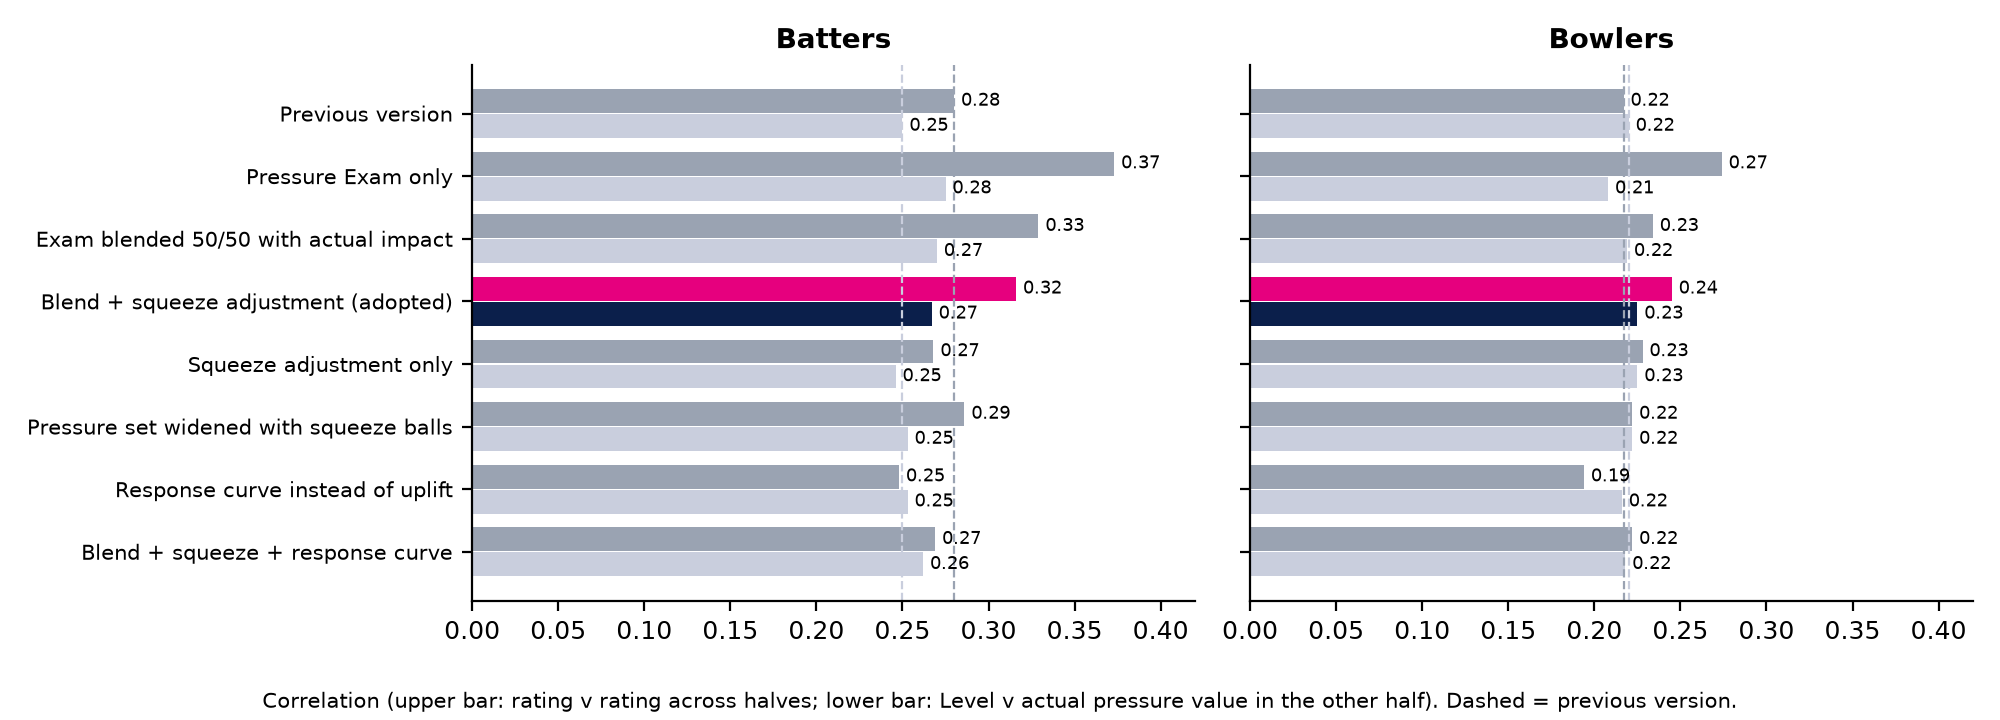 Batters
Bowlers
Previous version
0.28
0.25
0.22
0.22
Pressure Exam only
0.37
0.28
0.27
0.21
Exam blended 50/50 with actual impact
0.33
0.27
0.23
0.22
Blend + squeeze adjustment (adopted)
0.32
0.27
0.24
0.23
Squeeze adjustment only
0.27
0.25
0.23
0.23
Pressure set widened with squeeze balls
0.29
0.25
0.22
0.22
Response curve instead of uplift
0.25
0.25
0.19
0.22
Blend + squeeze + response curve
0.27
0.26
0.22
0.22
0.00 0.05 0.10 0.15 0.20 0.25 0.30 0.35 0.40
0.00 0.05 0.10 0.15 0.20 0.25 0.30 0.35 0.40
Correlation (upper bar: rating v rating across halves; lower bar: Level v actual pressure value in the other half). Dashed = previous version.